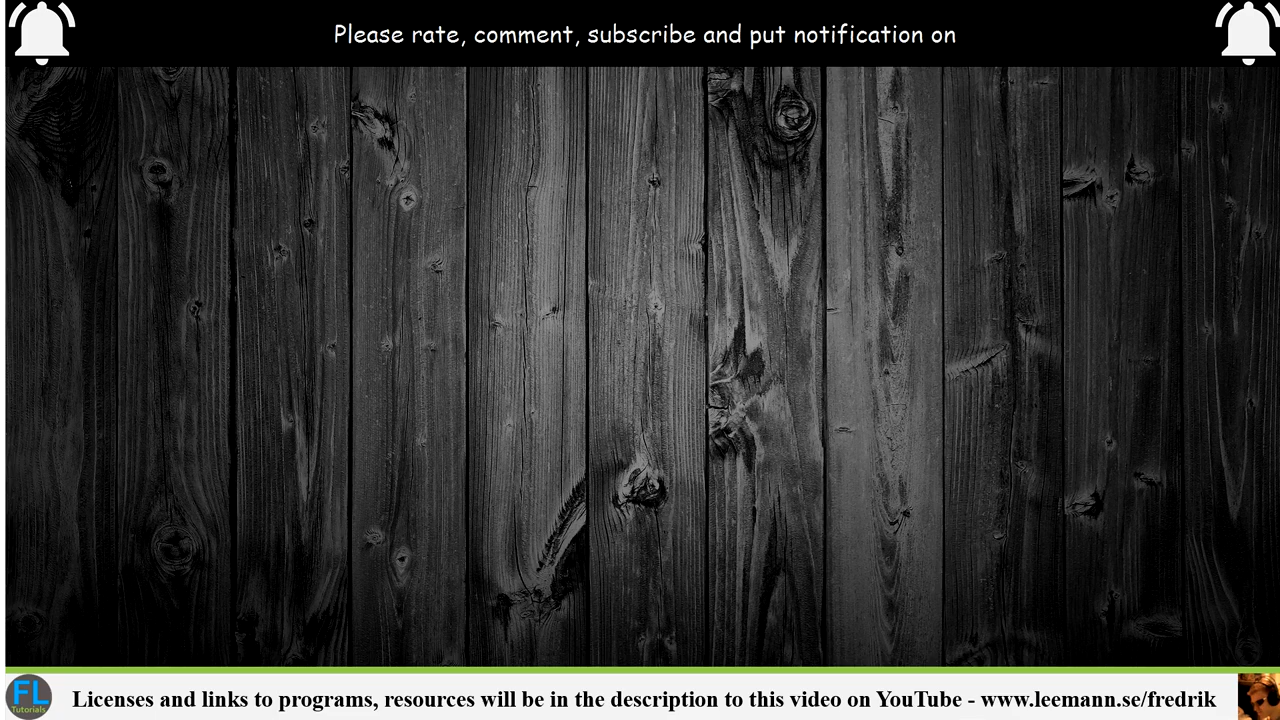 Please rate, comment, subscribe and put notification on
FL
Tutorials
Licenses and links to programs, resources will be in the description to this video on YouTube - www.leemann.se/fredrik